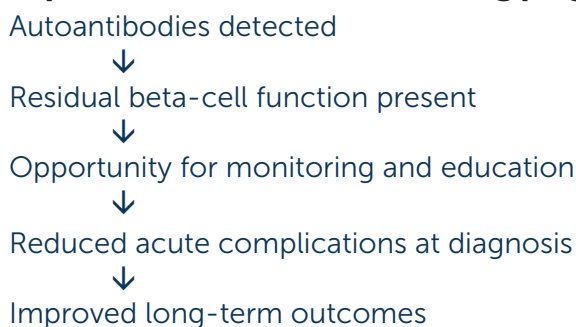 Autoantibodies detected
↓
Residual beta-cell function present
↓
Opportunity for monitoring and education
↓
Reduced acute complications at diagnosis
↓
Improved long-term outcomes